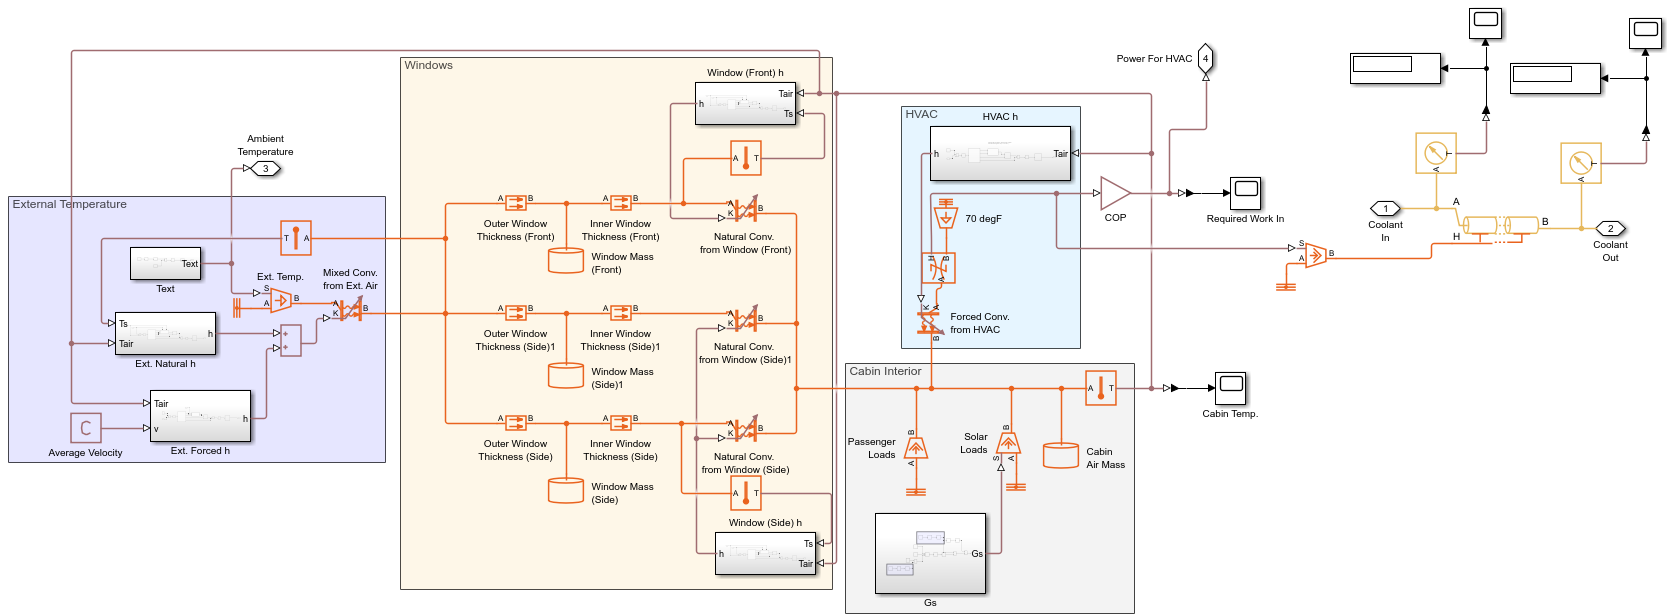 External Temperature
Ambient
Temperature
3
T
A
Text
Text
Ext. Temp.
S
A
B
Mixed Conv.
from Ext. Air
A
K
B
Ts
Tair
h
Ext. Natural h
+
+
Tair
v
h
Ext. Forced h
C
Average Velocity
Windows
Window (Front) h
h
Tair
Ts
A
T
A
B
Outer Window
Thickness (Front)
A
B
Inner Window
Thickness (Front)
A
K
B
Natural Conv.
from Window (Front)
Window Mass
(Front)
A
B
Outer Window
Thickness (Side)1
A
B
Inner Window
Thickness (Side)1
A
K
B
Natural Conv.
from Window (Side)1
Window Mass
(Side)1
A
B
Outer Window
Thickness (Side)
A
B
Inner Window
Thickness (Side)
A
K
B
Natural Conv.
from Window (Side)
Window Mass
(Side)
A
T
Window (Side) h
h
Ts
Tair
HVAC
HVAC h
h
Tair
70 degF
H
B
A
K
A
B
Forced Conv.
from HVAC
COP
Power For HVAC
4
Required Work In
Cabin Interior
A
T
Cabin Temp.
Passenger
Loads
B
A
Solar
Loads
B
S
A
Cabin
Air Mass
Gs
Gs
S
A
B
T
A
T
A
1
Coolant
In
A
H
B
2
Coolant
Out